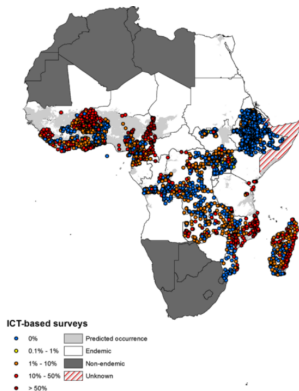 ICT-based surveys
0%
0.1% - 1%
1% - 10%
10% - 50%
> 50%
Predicted occurrence
Endemic
Non-endemic
Unknown